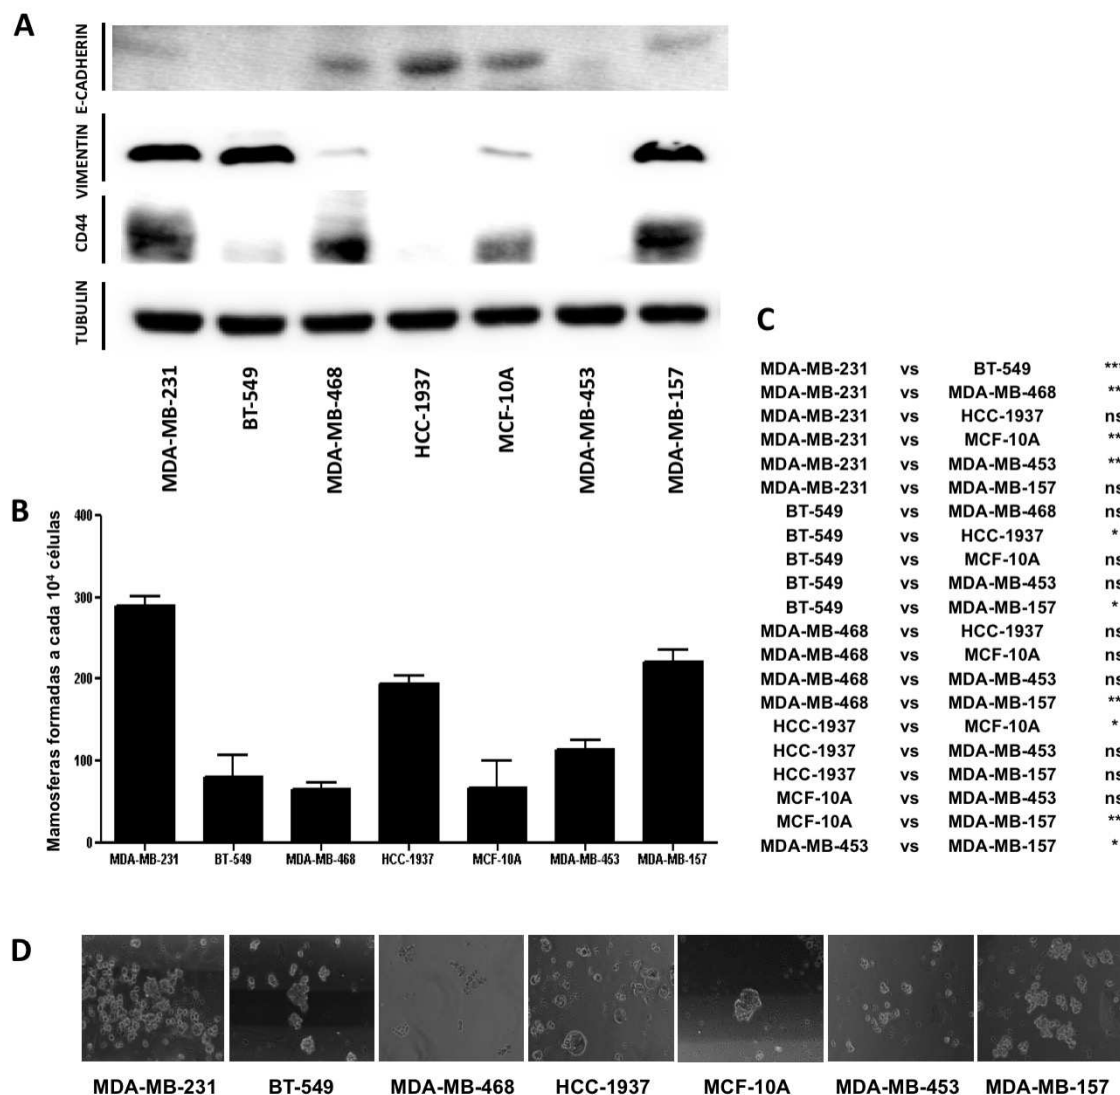 A
E-CADHERIN
VIMENTIN
CD44
TUBULIN
MDA-MB-231
BT-549
MDA-MB-468
HCC-1937
MCF-10A
MDA-MB-453
MDA-MB-157
B
Mamosferas formadas a cada 10⁴ células
400
300
200
100
0
MDA-MB-231 BT-549 MDA-MB-468 HCC-1937 MCF-10A MDA-MB-453 MDA-MB-157
C
MDA-MB-231 vs BT-549 ***
MDA-MB-231 vs MDA-MB-468 **
MDA-MB-231 vs HCC-1937 ns
MDA-MB-231 vs MCF-10A **
MDA-MB-231 vs MDA-MB-453 **
MDA-MB-231 vs MDA-MB-157 ns
BT-549 vs MDA-MB-468 ns
BT-549 vs HCC-1937 *
BT-549 vs MCF-10A ns
BT-549 vs MDA-MB-453 ns
BT-549 vs MDA-MB-157 *
MDA-MB-468 vs HCC-1937 ns
MDA-MB-468 vs MCF-10A ns
MDA-MB-468 vs MDA-MB-453 ns
MDA-MB-468 vs MDA-MB-157 **
HCC-1937 vs MCF-10A *
HCC-1937 vs MDA-MB-453 ns
HCC-1937 vs MDA-MB-157 ns
MCF-10A vs MDA-MB-453 ns
MCF-10A vs MDA-MB-157 **
MDA-MB-453 vs MDA-MB-157 *
D
MDA-MB-231 BT-549 MDA-MB-468 HCC-1937 MCF-10A MDA-MB-453 MDA-MB-157